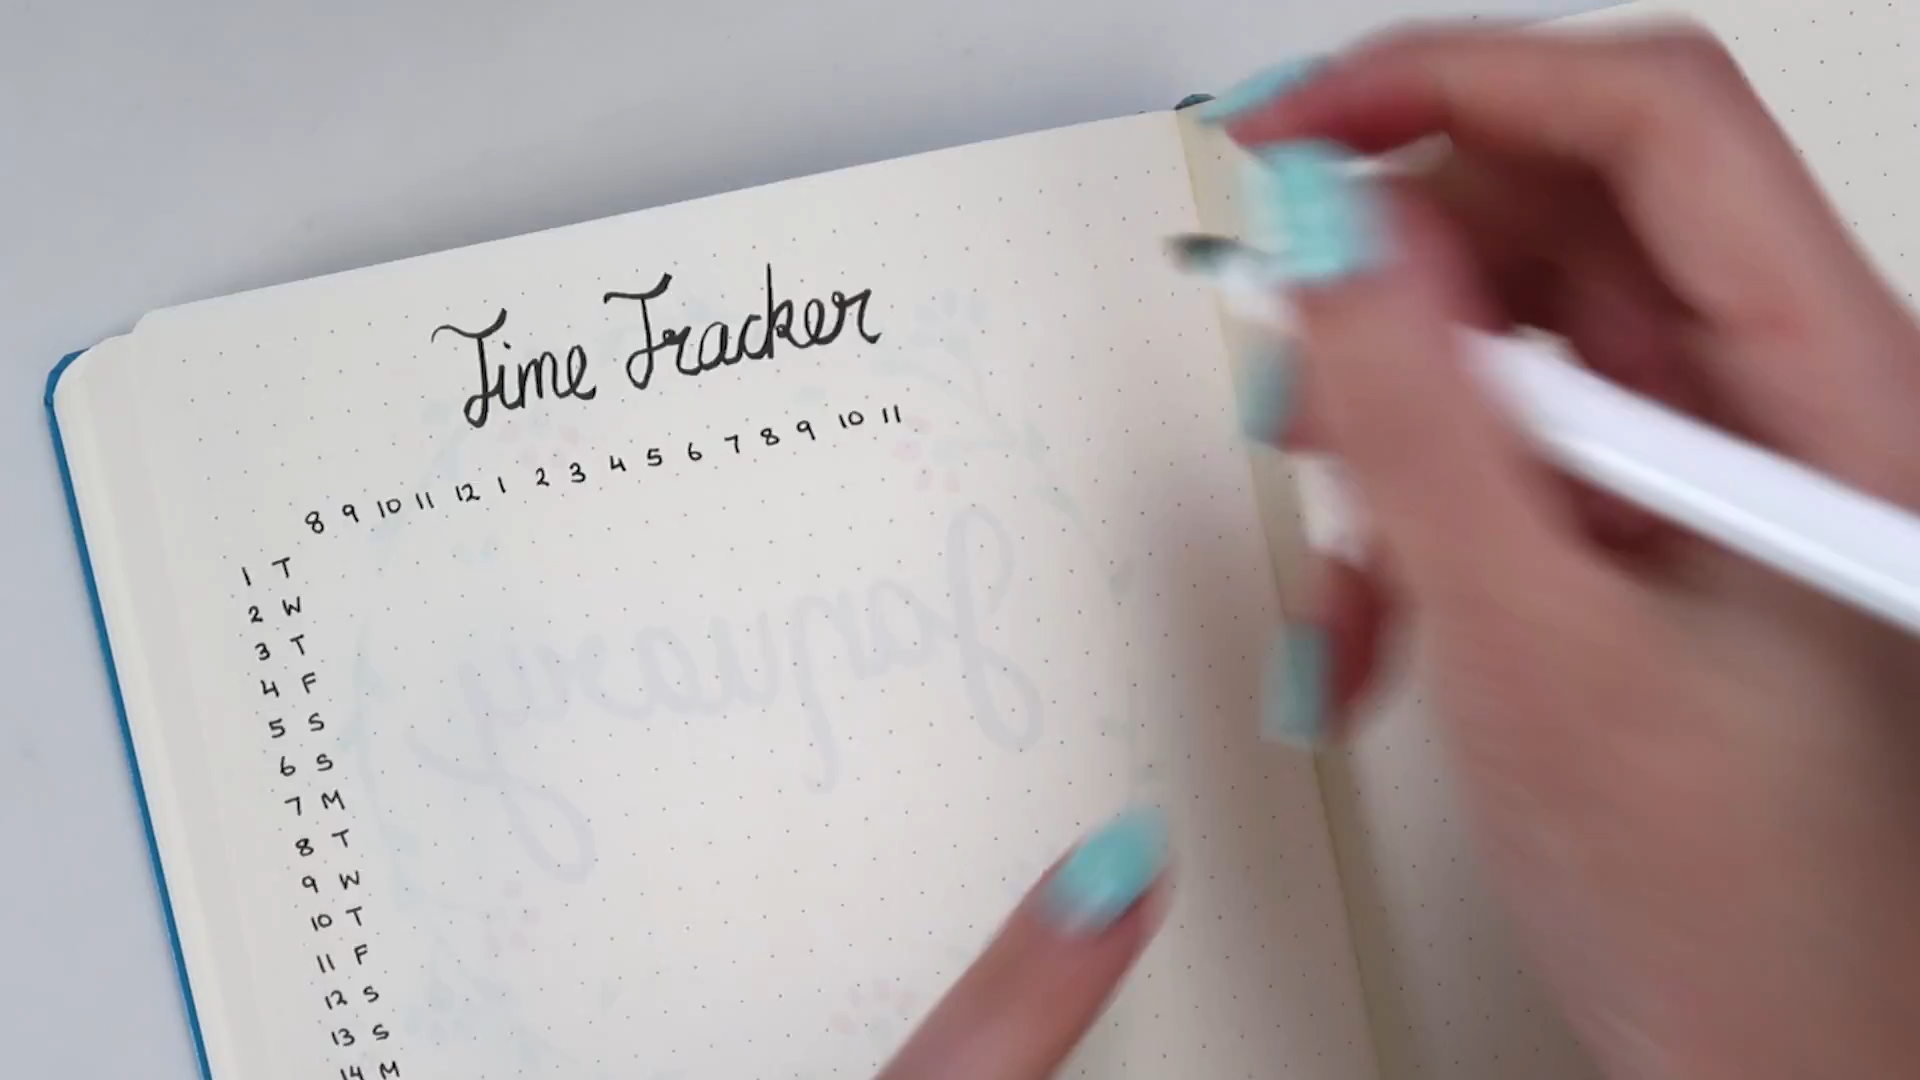 Time Tracker
8 9 10 11 12 1 2 3 4 5 6 7 8 9 10 11
1 T
2 W
3 T
4 F
5 S
6 S
7 M
8 T
9 W
10 T
11 F
12 S
13 S
14 M
January